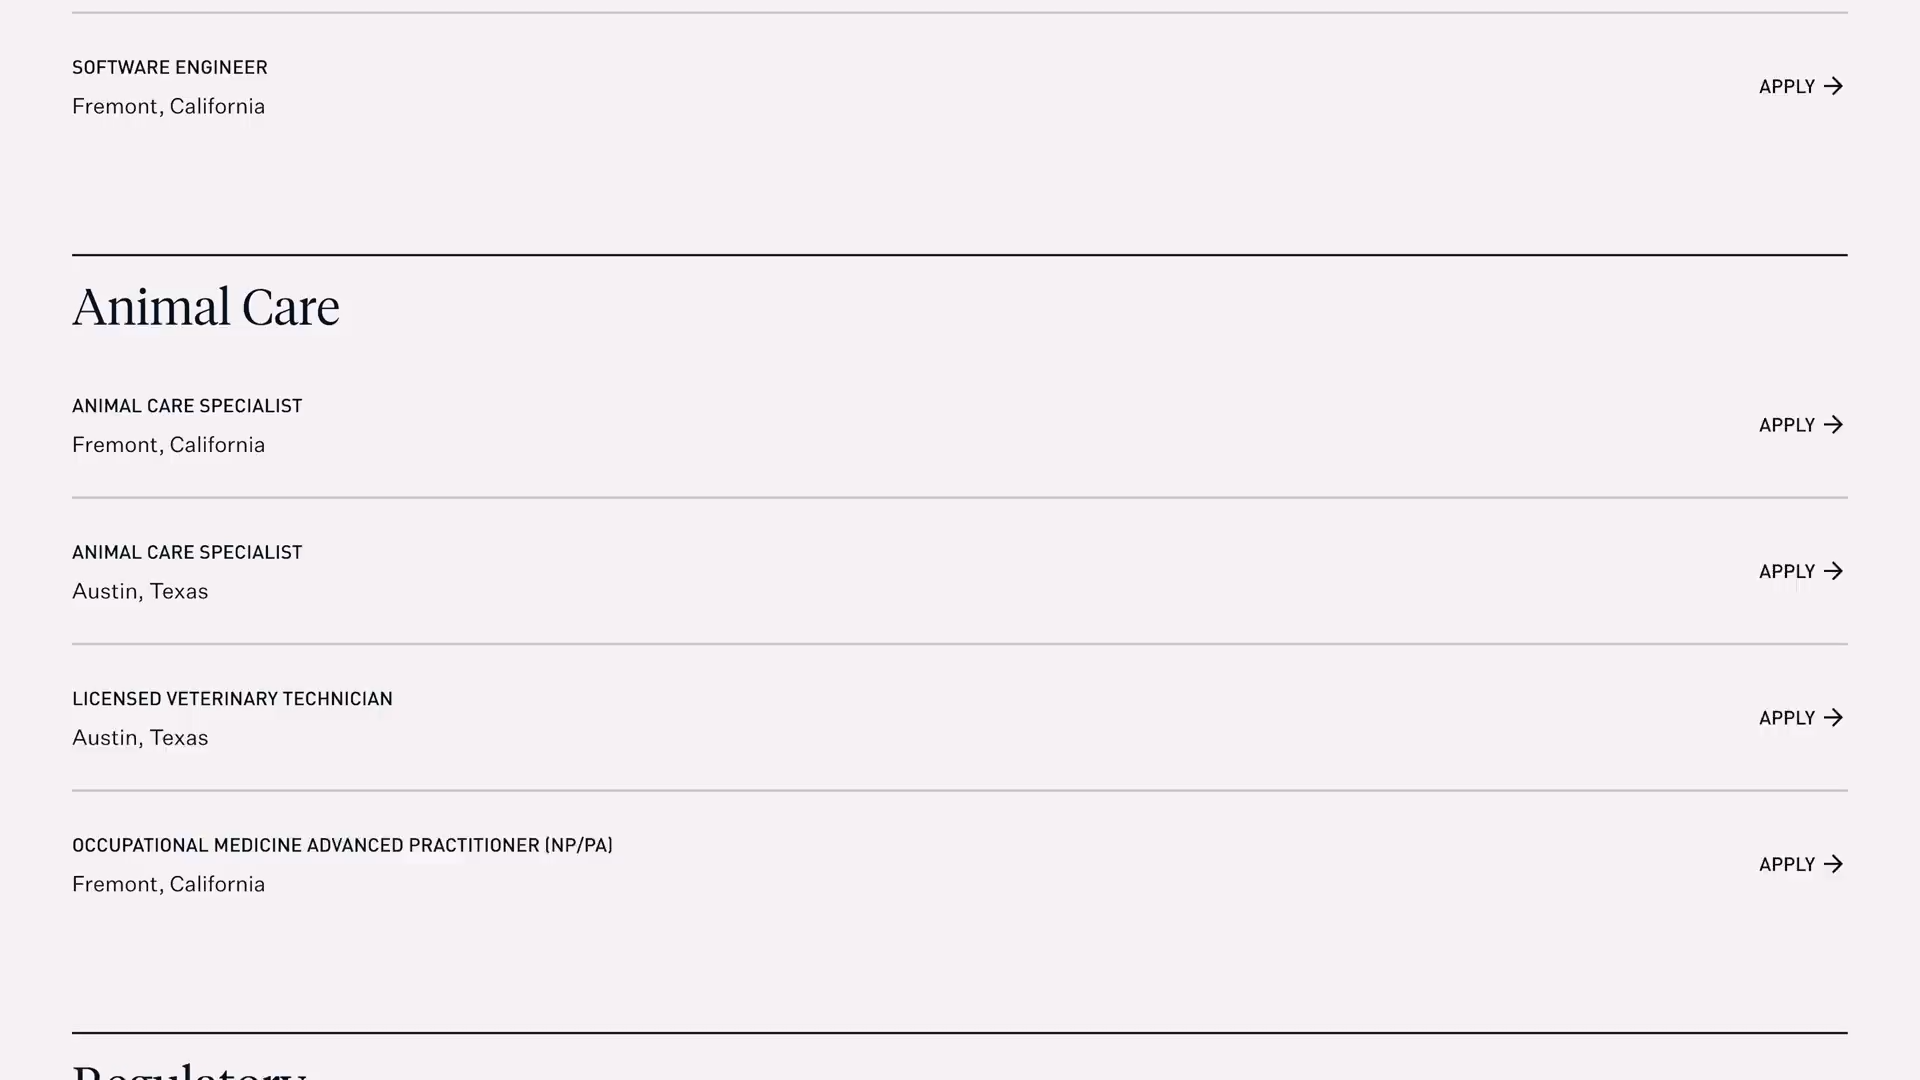 SOFTWARE ENGINEER
Fremont, California
APPLY
Animal Care
ANIMAL CARE SPECIALIST
Fremont, California
APPLY
ANIMAL CARE SPECIALIST
Austin, Texas
APPLY
LICENSED VETERINARY TECHNICIAN
Austin, Texas
APPLY
OCCUPATIONAL MEDICINE ADVANCED PRACTITIONER (NP/PA)
Fremont, California
APPLY
Regulatory